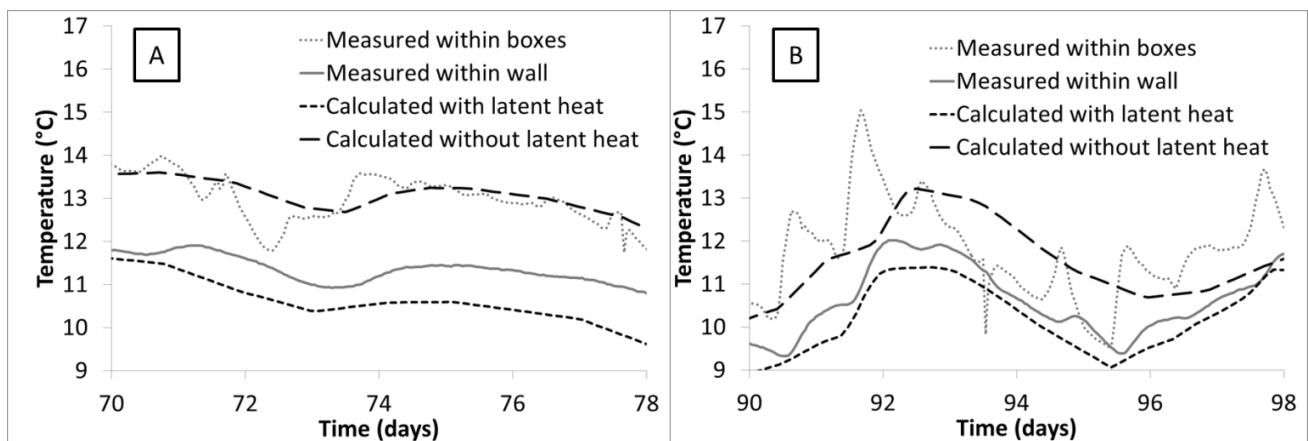 A
Measured within boxes
Measured within wall
Calculated with latent heat
Calculated without latent heat
Temperature (°C)
17
16
15
14
13
12
11
10
9
70
72
74
76
78
Time (days)
B
Measured within boxes
Measured within wall
Calculated with latent heat
Calculated without latent heat
Temperature (°C)
17
16
15
14
13
12
11
10
9
90
92
94
96
98
Time (days)